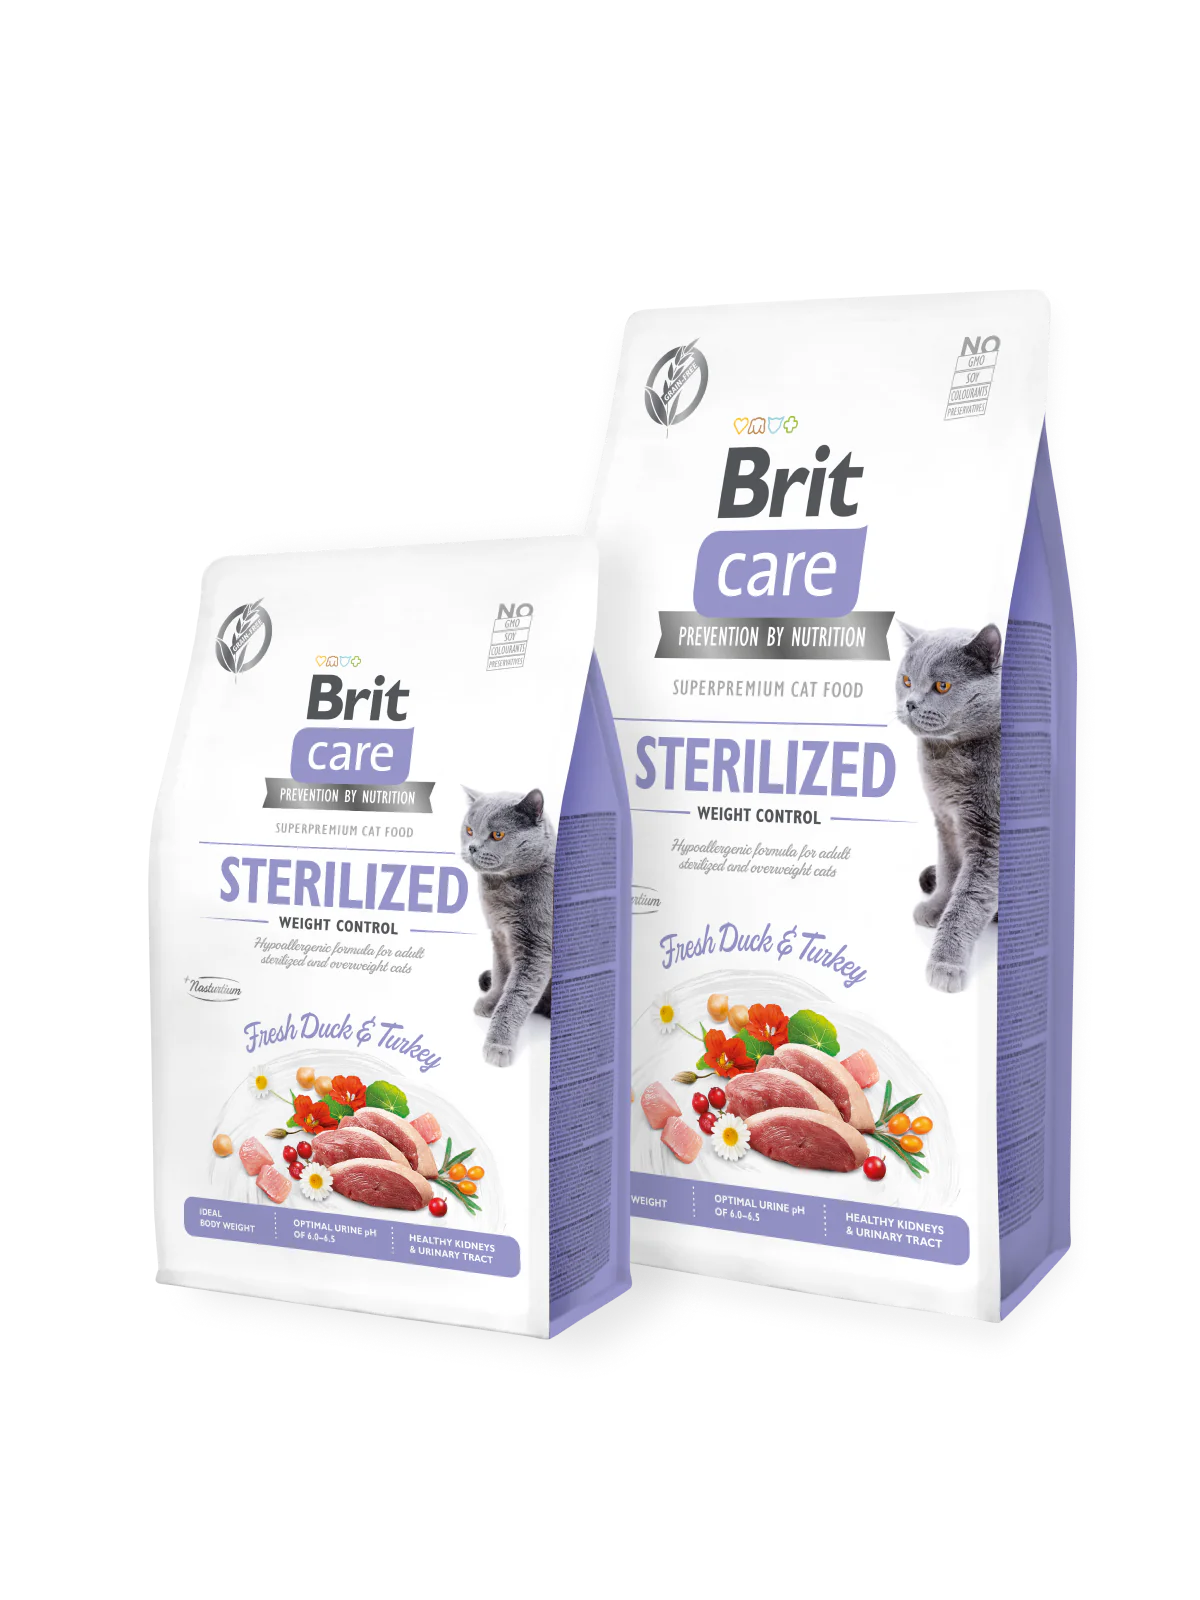 GRAIN-FREE
NO
GMO
SOY
COLOURANTS
PRESERVATIVES
Brit
care
PREVENTION BY NUTRITION
SUPERPREMIUM CAT FOOD
STERILIZED
WEIGHT CONTROL
Hypoallergenic formula for adult
sterilized and overweight cats
+Nasturtium
Fresh Duck & Turkey
IDEAL
BODY WEIGHT
OPTIMAL URINE pH
OF 6.0–6.5
HEALTHY KIDNEYS
& URINARY TRACT
GRAIN-FREE
NO
GMO
SOY
COLOURANTS
PRESERVATIVES
Brit
care
PREVENTION BY NUTRITION
SUPERPREMIUM CAT FOOD
STERILIZED
WEIGHT CONTROL
Hypoallergenic formula for adult
sterilized and overweight cats
rtium
Fresh Duck & Turkey
WEIGHT
OPTIMAL URINE pH
OF 6.0–6.5
HEALTHY KIDNEYS
& URINARY TRACT